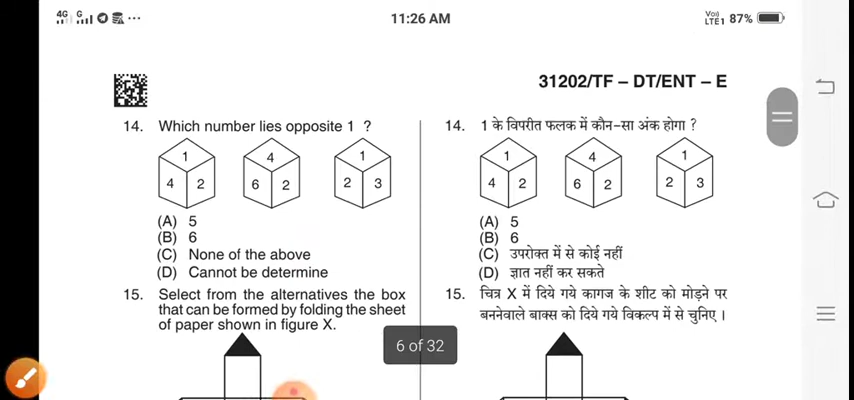 4G G 11:26 AM Vo) LTE1 87%
31202/TF – DT/ENT – E
14. Which number lies opposite 1 ?
1 4 1
4 2 6 2 2 3
(A) 5
(B) 6
(C) None of the above
(D) Cannot be determine
15. Select from the alternatives the box
that can be formed by folding the sheet
of paper shown in figure X.
14. 1 के विपरीत फलक में कौन-सा अंक होगा ?
1 4 1
4 2 6 2 2 3
(A) 5
(B) 6
(C) उपरोक्त में से कोई नहीं
(D) ज्ञात नहीं कर सकते
15. चित्र X में दिये गये कागज के शीट को मोड़ने पर
बननेवाले बाक्स को दिये गये विकल्प में से चुनिए ।
6 of 32